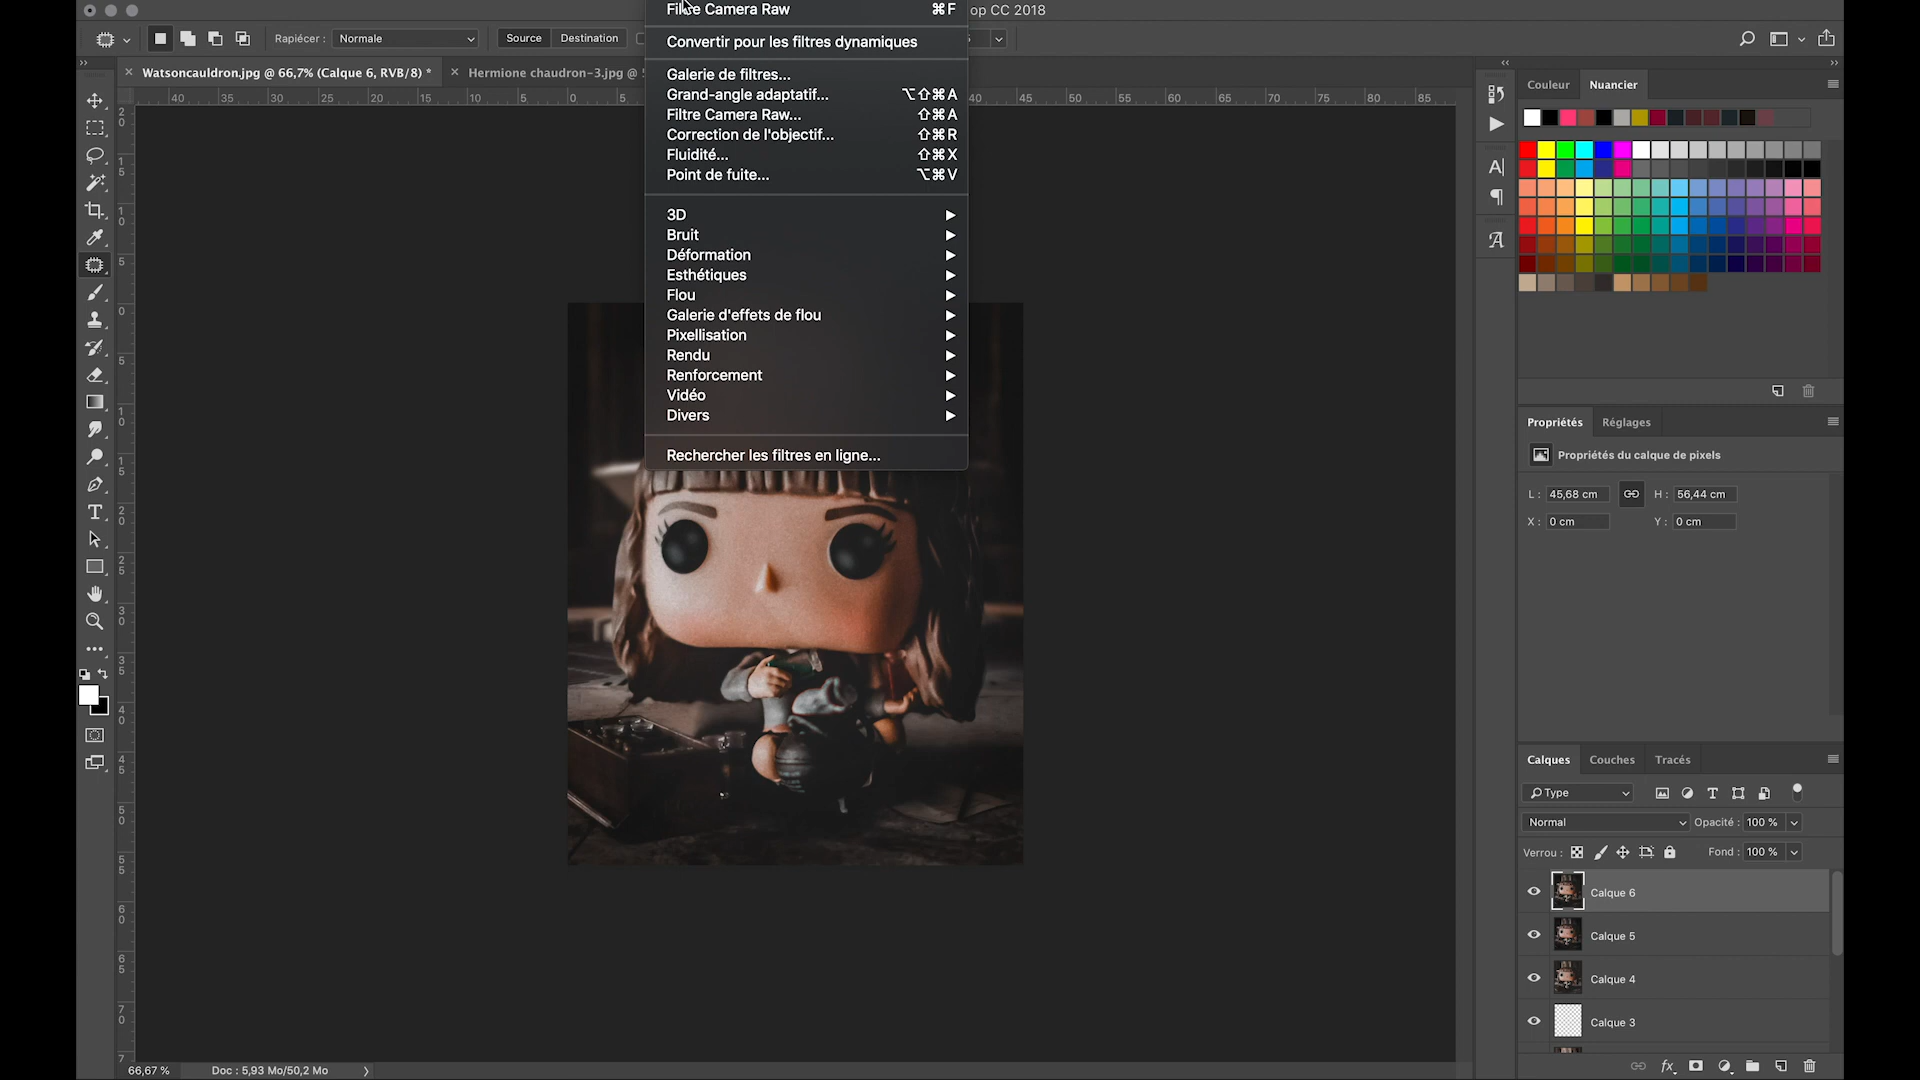 op CC 2018
Rapiécer : Normale Source Destination
Watsoncauldron.jpg @ 66,7% (Calque 6, RVB/8) *
Hermione chaudron-3.jpg @
40 35 30 25 20 15 10 5 0 5 40 45 50 55 60 65 70 75 80 85
Filtre Camera Raw ⌘F
Convertir pour les filtres dynamiques
Galerie de filtres...
Grand-angle adaptatif... ⌥⇧⌘A
Filtre Camera Raw... ⇧⌘A
Correction de l'objectif... ⇧⌘R
Fluidité... ⇧⌘X
Point de fuite... ⌥⌘V
3D
Bruit
Déformation
Esthétiques
Flou
Galerie d'effets de flou
Pixellisation
Rendu
Renforcement
Vidéo
Divers
Rechercher les filtres en ligne...
Couleur Nuancier
Propriétés Réglages
Propriétés du calque de pixels
L : 45,68 cm H : 56,44 cm
X : 0 cm Y : 0 cm
Calques Couches Tracés
Type
Normal Opacité : 100 %
Verrou : Fond : 100 %
Calque 6
Calque 5
Calque 4
Calque 3
66,67 % Doc : 5,93 Mo/50,2 Mo